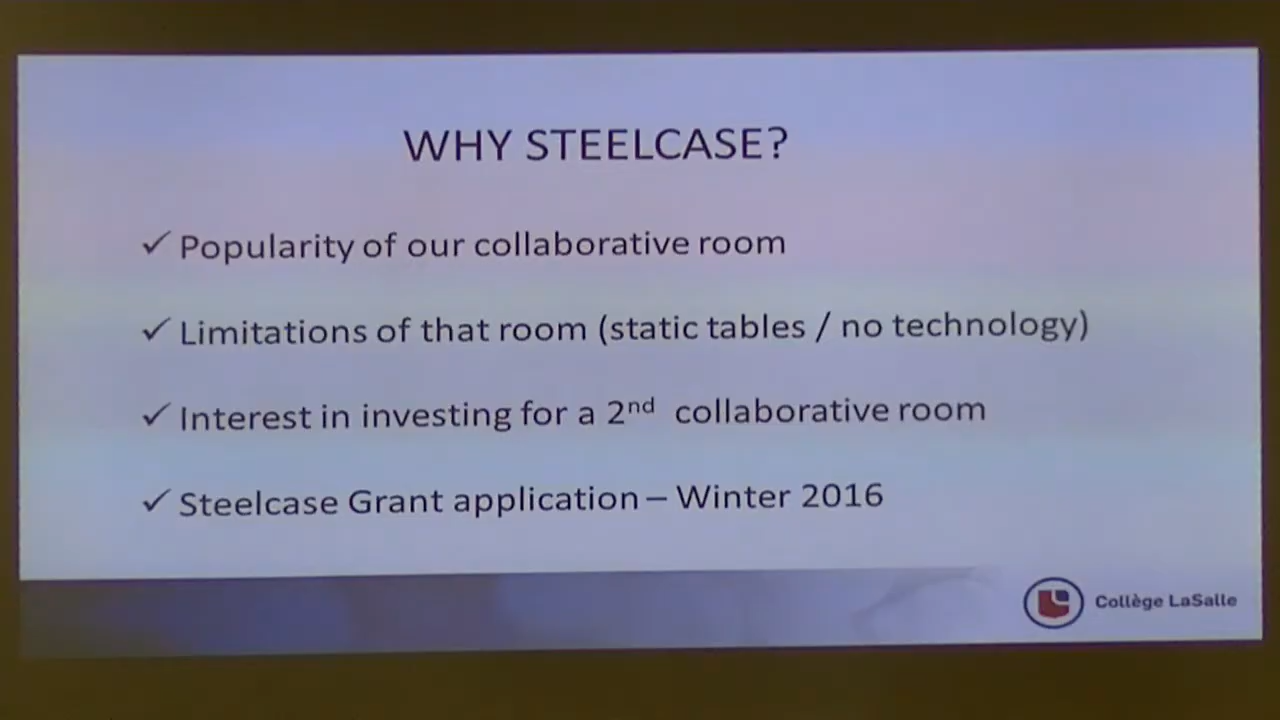 WHY STEELCASE?
✓ Popularity of our collaborative room
✓ Limitations of that room (static tables / no technology)
✓ Interest in investing for a 2nd collaborative room
✓ Steelcase Grant application – Winter 2016
Collège LaSalle